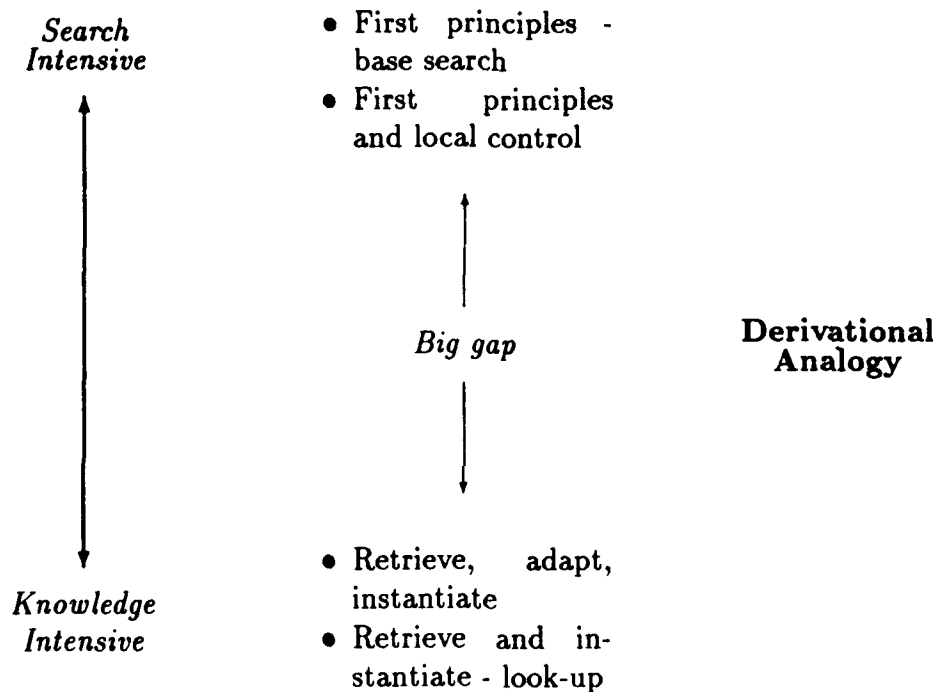 Search
Intensive
• First principles -
base search
• First principles
and local control
Big gap
Derivational
Analogy
Knowledge
Intensive
• Retrieve, adapt,
instantiate
• Retrieve and in-
stantiate - look-up